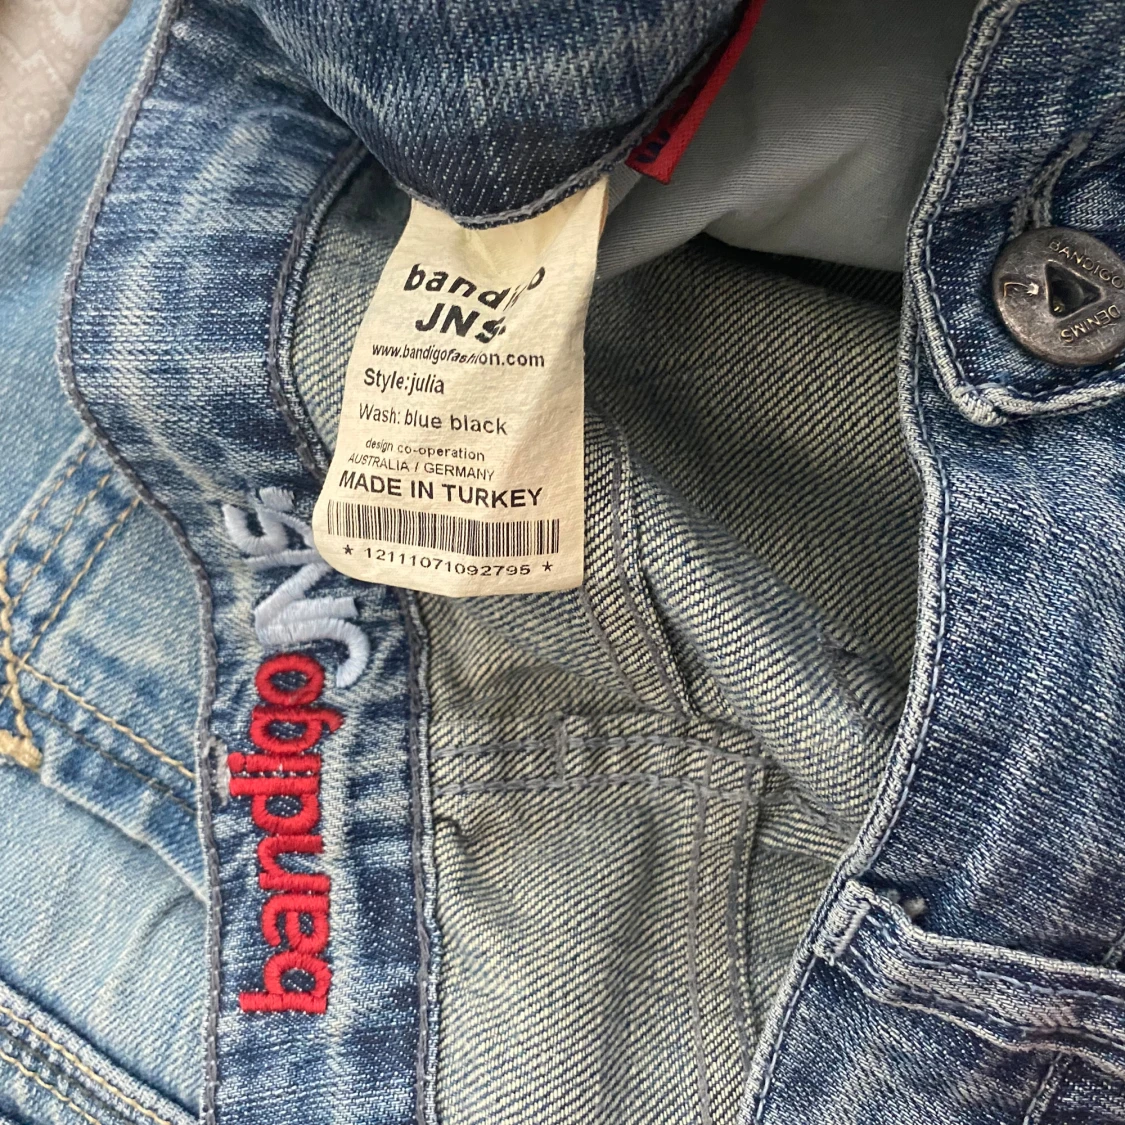 bandigo
JNS
www.bandigofashion.com
Style:julia
Wash: blue black
design co-operation
AUSTRALIA / GERMANY
MADE IN TURKEY
* 12111071092795 *
bandigo JNS.
BANDIGO DENIMS